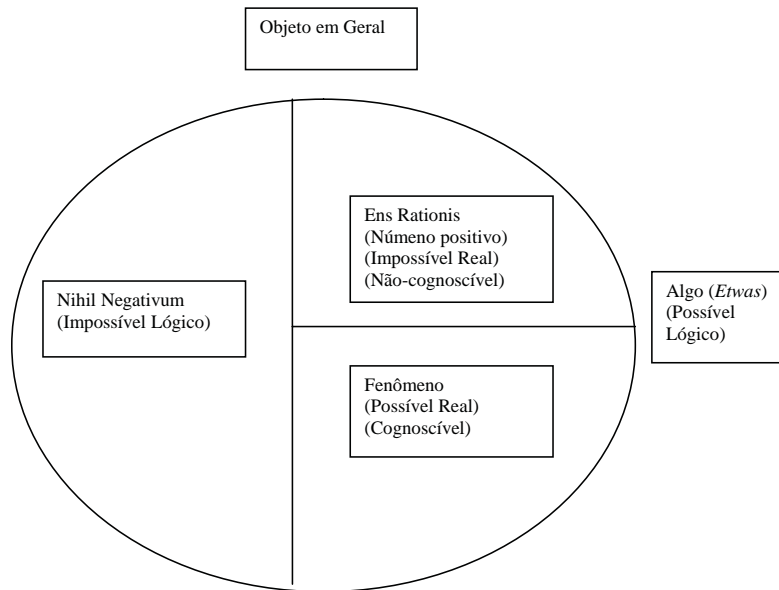 Objeto em Geral
Ens Rationis
(Númeno positivo)
(Impossível Real)
(Não-cognoscível)
Nihil Negativum
(Impossível Lógico)
Algo (Etwas)
(Possível
Lógico)
Fenômeno
(Possível Real)
(Cognoscível)